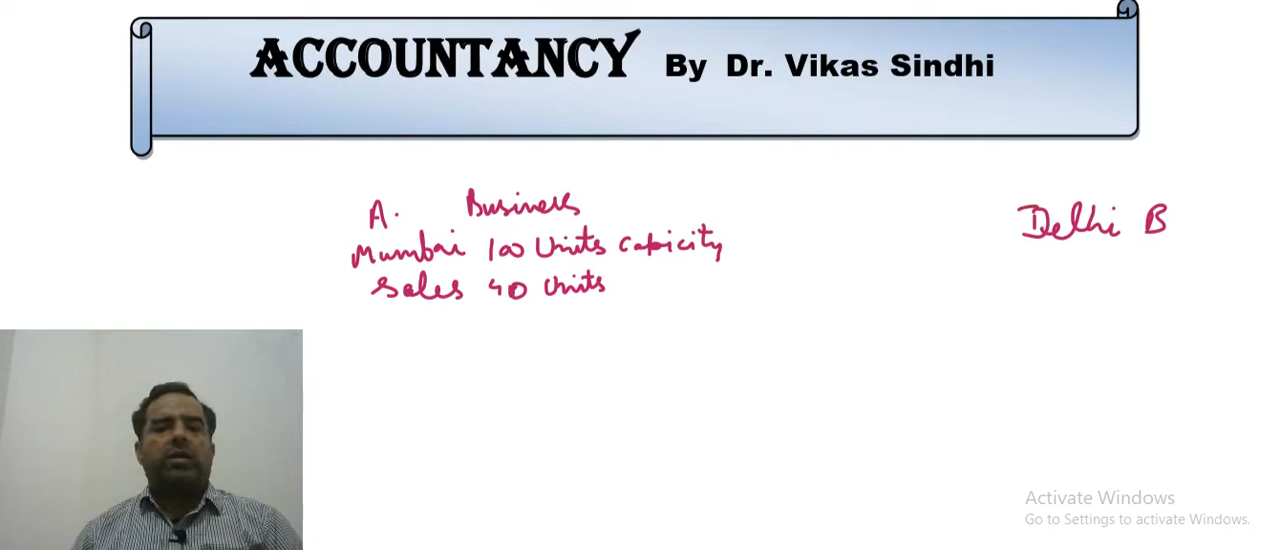 ACCOUNTANCY By Dr. Vikas Sindhi
A. Business
Delhi B
Mumbai 100 Units Capicity
Sales 40 Units
Activate Windows
Go to Settings to activate Windows.